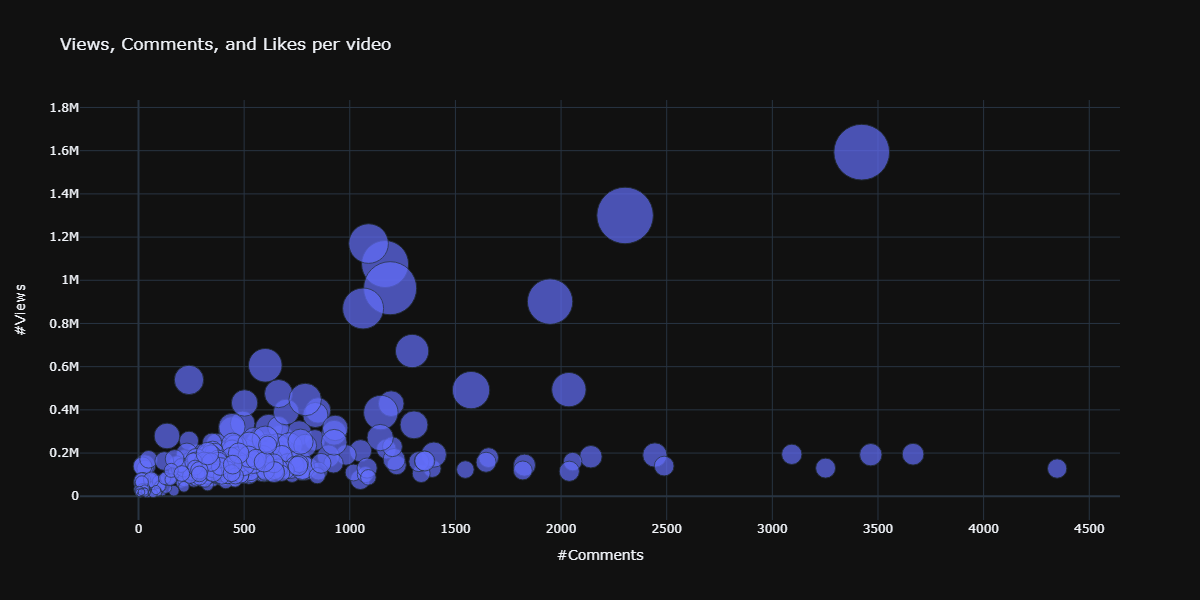 Views, Comments, and Likes per video
1.8M
1.6M
1.4M
1.2M
1M
0.8M
0.6M
0.4M
0.2M
0
#Views
0 500 1000 1500 2000 2500 3000 3500 4000 4500
#Comments